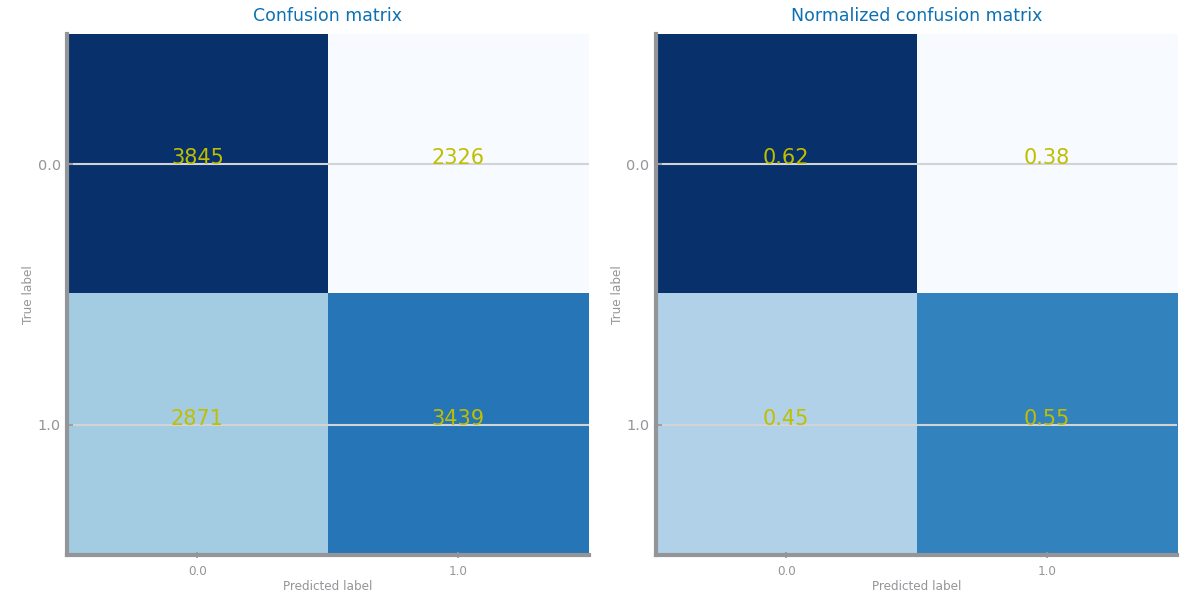 Confusion matrix
0.0
1.0
True label
3845
2326
2871
3439
0.0
1.0
Predicted label
Normalized confusion matrix
0.0
1.0
True label
0.62
0.38
0.45
0.55
0.0
1.0
Predicted label